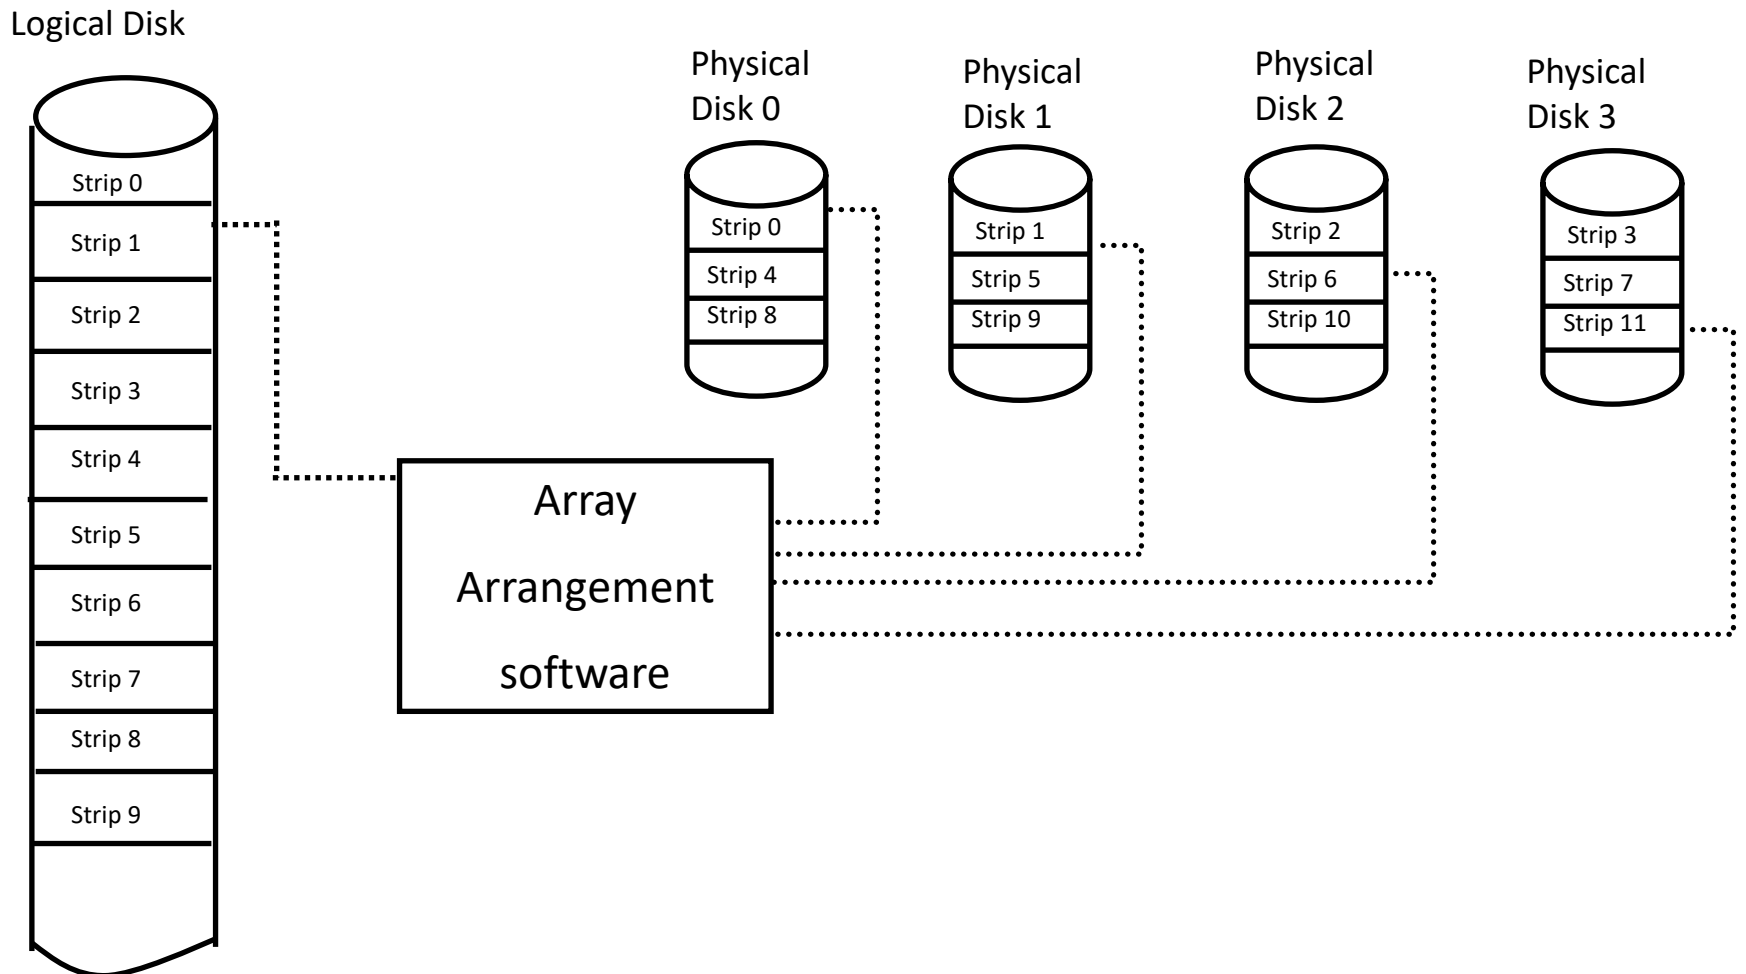 Logical Disk
Strip 0
Strip 1
Strip 2
Strip 3
Strip 4
Strip 5
Strip 6
Strip 7
Strip 8
Strip 9
Array
Arrangement
software
Physical
Disk 0
Strip 0
Strip 4
Strip 8
Physical
Disk 1
Strip 1
Strip 5
Strip 9
Physical
Disk 2
Strip 2
Strip 6
Strip 10
Physical
Disk 3
Strip 3
Strip 7
Strip 11